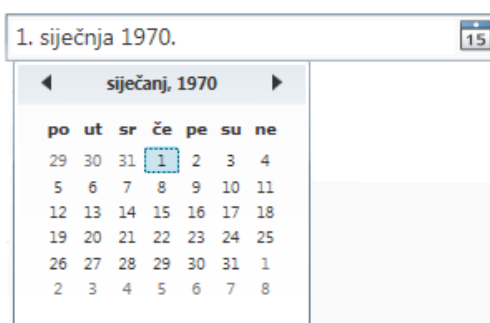 1. siječnja 1970.
15
siječanj, 1970
po ut sr če pe su ne
29 30 31 1 2 3 4
5 6 7 8 9 10 11
12 13 14 15 16 17 18
19 20 21 22 23 24 25
26 27 28 29 30 31 1
2 3 4 5 6 7 8